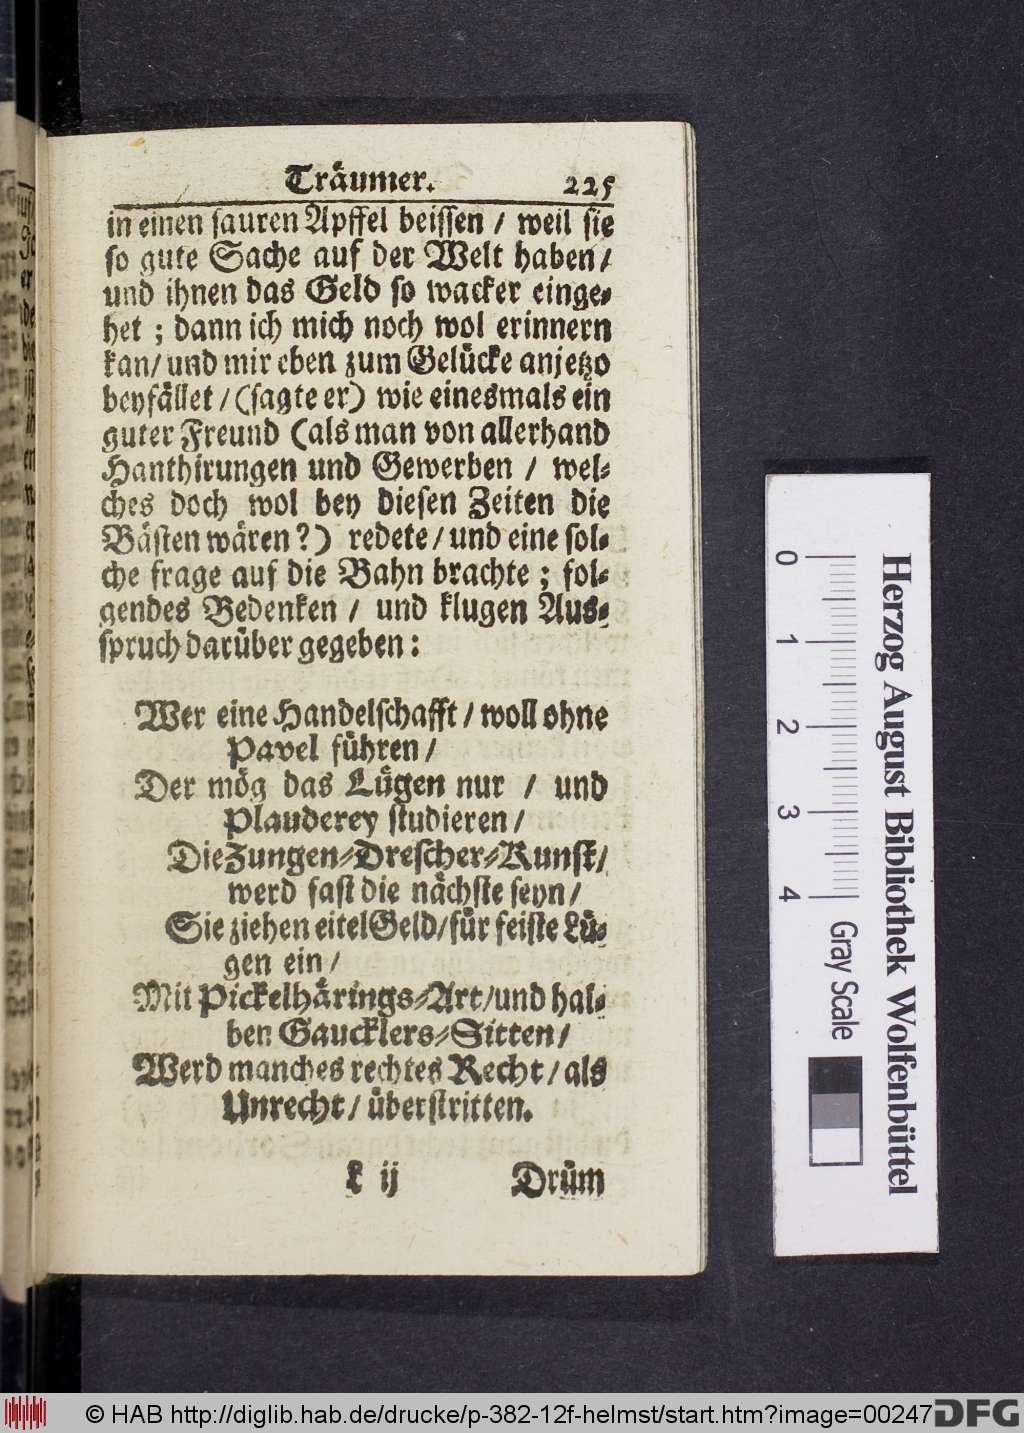 Träumer. 225
in einen sauren Apffel beissen / weil sie
so gute Sache auf der Welt haben /
und ihnen das Geld so wacker einge-
het ; dann ich mich noch wol erinnern
kan / und mir eben zum Gelücke anjetzo
beyfället / (sagte er) wie einesmals ein
guter Freund (als man von allerhand
Hanthirungen und Gewerben / wel-
ches doch wol bey diesen Zeiten die
Bästen wären ?) redete / und eine sol-
che frage auf die Bahn brachte ; fol-
gendes Bedenken / und klugen Aus-
spruch darüber gegeben :
Wer eine Handelschafft / woll ohne
Pavel führen /
Der mög das Lügen nur / und
Plauderey studieren /
Die Zungen-Drescher-Kunst /
werd fast die nächste seyn /
Sie ziehen eitel Geld / für feiste Lü-
gen ein /
Mit Pickelhärings-Art / und hal-
ben Gaucklers-Sitten /
Werd manches rechtes Recht / als
Unrecht / überstritten.
k ij Drüm
0 1 2 3 4 Gray Scale
Herzog August Bibliothek Wolfenbüttel
© HAB http://diglib.hab.de/drucke/p-382-12f-helmst/start.htm?image=00247
DFG